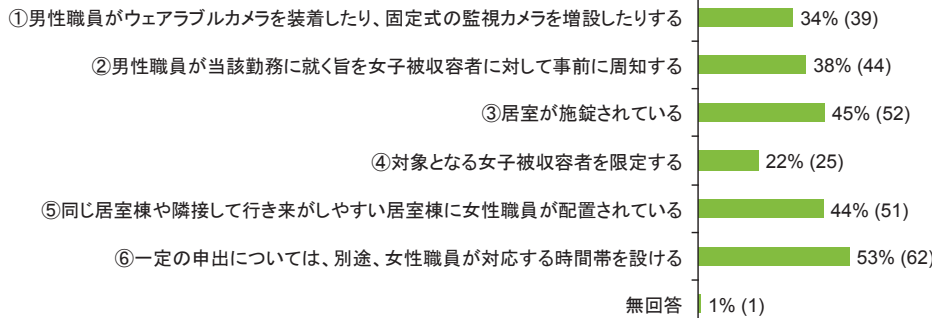 ①男性職員がウェアラブルカメラを装着したり、固定式の監視カメラを増設したりする 34% (39)
②男性職員が当該勤務に就く旨を女子被収容者に対して事前に周知する 38% (44)
③居室が施錠されている 45% (52)
④対象となる女子被収容者を限定する 22% (25)
⑤同じ居室棟や隣接して行き来がしやすい居室棟に女性職員が配置されている 44% (51)
⑥一定の申出については、別途、女性職員が対応する時間帯を設ける 53% (62)
無回答 1% (1)